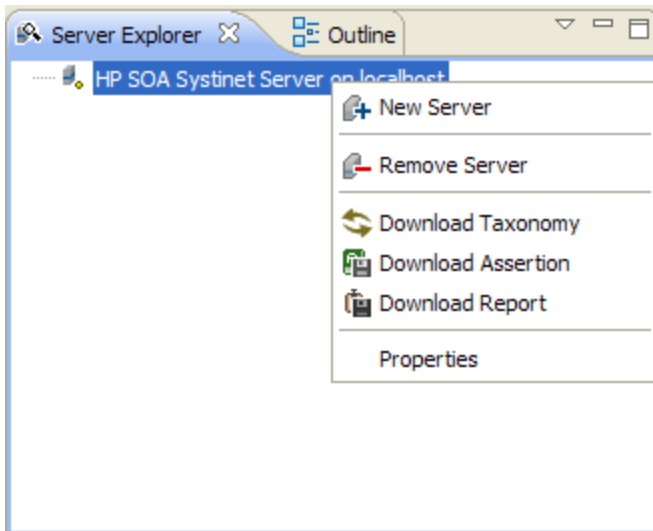 Server Explorer
Outline
HP SOA Systinet Server on localhost
New Server
Remove Server
Download Taxonomy
Download Assertion
Download Report
Properties